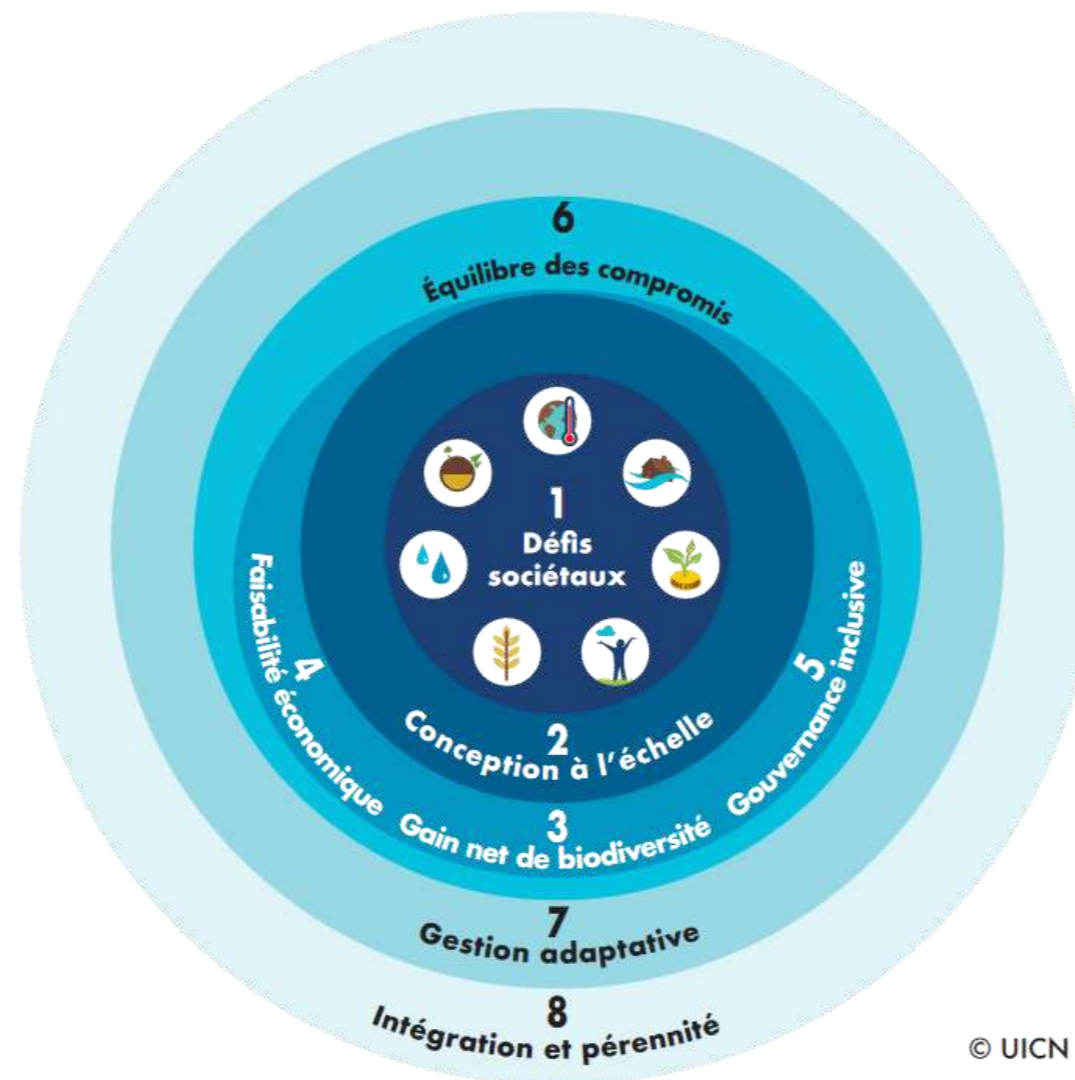 6
Équilibre des compromis
1
Défis
sociétaux
2
Conception à l'échelle
3
Gain net de biodiversité
4
Faisabilité économique
5
Gouvernance inclusive
7
Gestion adaptative
8
Intégration et pérennité
© UICN